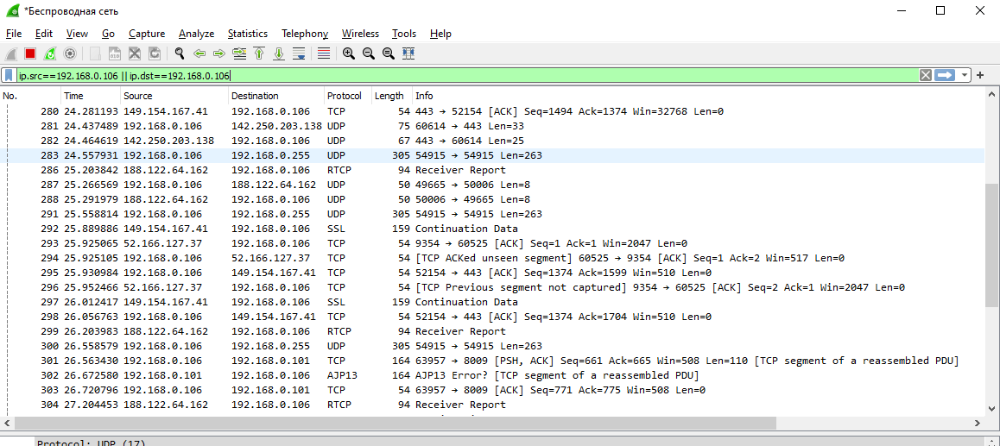 *Беспроводная сеть
File Edit View Go Capture Analyze Statistics Telephony Wireless Tools Help
ip.src==192.168.0.106 || ip.dst==192.168.0.106
No. Time Source Destination Protocol Length Info
280 24.281193 149.154.167.41 192.168.0.106 TCP 54 443 → 52154 [ACK] Seq=1494 Ack=1374 Win=32768 Len=0
281 24.437489 192.168.0.106 142.250.203.138 UDP 75 60614 → 443 Len=33
282 24.464619 142.250.203.138 192.168.0.106 UDP 67 443 → 60614 Len=25
283 24.557931 192.168.0.106 192.168.0.255 UDP 305 54915 → 54915 Len=263
286 25.203842 188.122.64.162 192.168.0.106 RTCP 94 Receiver Report
287 25.266569 192.168.0.106 188.122.64.162 UDP 50 49665 → 50006 Len=8
288 25.291979 188.122.64.162 192.168.0.106 UDP 50 50006 → 49665 Len=8
291 25.558814 192.168.0.106 192.168.0.255 UDP 305 54915 → 54915 Len=263
292 25.889886 149.154.167.41 192.168.0.106 SSL 159 Continuation Data
293 25.925065 52.166.127.37 192.168.0.106 TCP 54 9354 → 60525 [ACK] Seq=1 Ack=1 Win=2047 Len=0
294 25.925105 192.168.0.106 52.166.127.37 TCP 54 [TCP ACKed unseen segment] 60525 → 9354 [ACK] Seq=1 Ack=2 Win=517 Len=0
295 25.930984 192.168.0.106 149.154.167.41 TCP 54 52154 → 443 [ACK] Seq=1374 Ack=1599 Win=510 Len=0
296 25.952466 52.166.127.37 192.168.0.106 TCP 54 [TCP Previous segment not captured] 9354 → 60525 [ACK] Seq=2 Ack=1 Win=2047 Len=0
297 26.012417 149.154.167.41 192.168.0.106 SSL 159 Continuation Data
298 26.056763 192.168.0.106 149.154.167.41 TCP 54 52154 → 443 [ACK] Seq=1374 Ack=1704 Win=510 Len=0
299 26.203983 188.122.64.162 192.168.0.106 RTCP 94 Receiver Report
300 26.558579 192.168.0.106 192.168.0.255 UDP 305 54915 → 54915 Len=263
301 26.563430 192.168.0.106 192.168.0.101 TCP 164 63957 → 8009 [PSH, ACK] Seq=661 Ack=665 Win=508 Len=110 [TCP segment of a reassembled PDU]
302 26.672580 192.168.0.101 192.168.0.106 AJP13 164 AJP13 Error? [TCP segment of a reassembled PDU]
303 26.720796 192.168.0.106 192.168.0.101 TCP 54 63957 → 8009 [ACK] Seq=771 Ack=775 Win=508 Len=0
304 27.204453 188.122.64.162 192.168.0.106 RTCP 94 Receiver Report
Protocol: UDP (17)